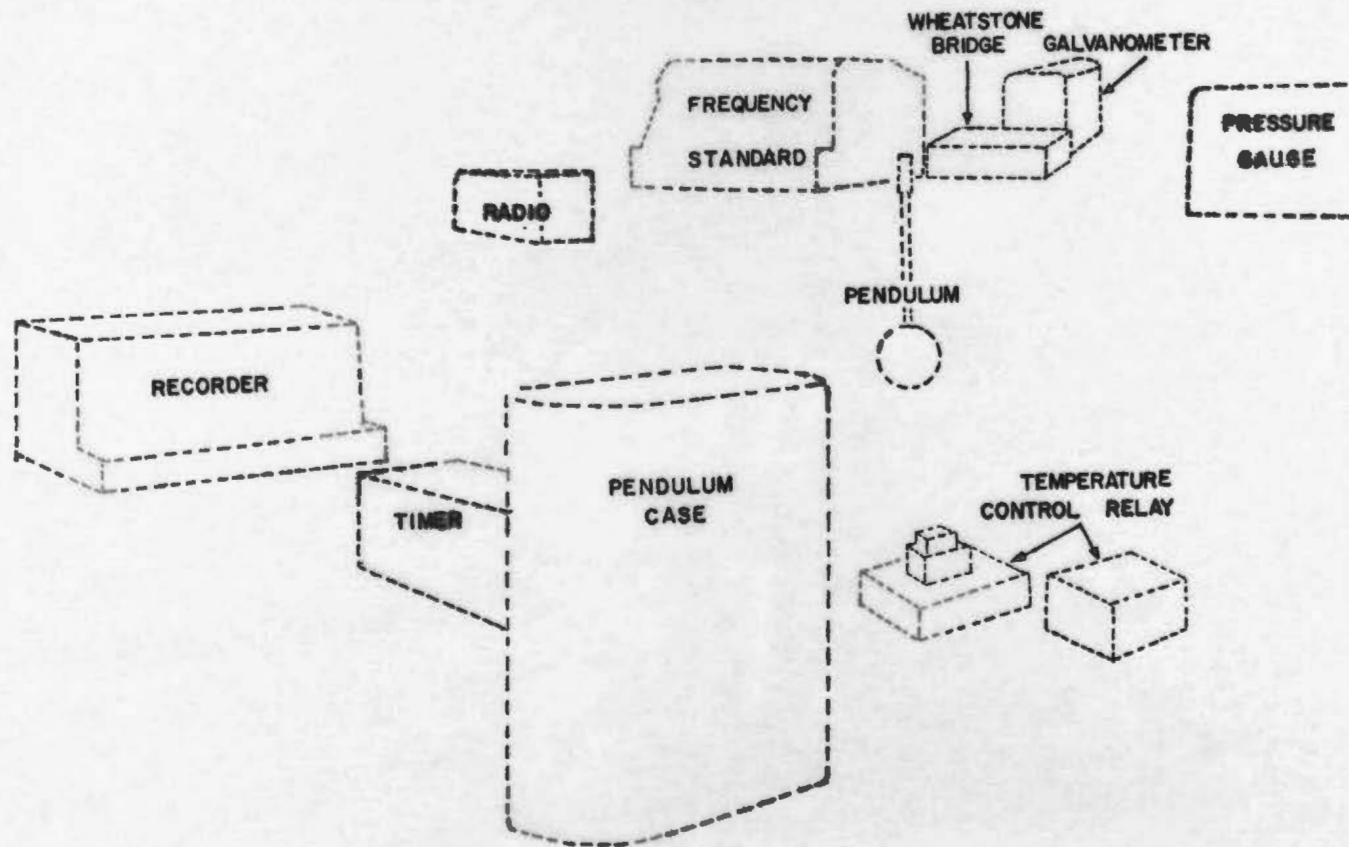 WHEATSTONE
BRIDGE
GALVANOMETER
FREQUENCY
STANDARD
PRESSURE
GAUGE
RADIO
PENDULUM
RECORDER
TIMER
PENDULUM
CASE
TEMPERATURE
CONTROL RELAY